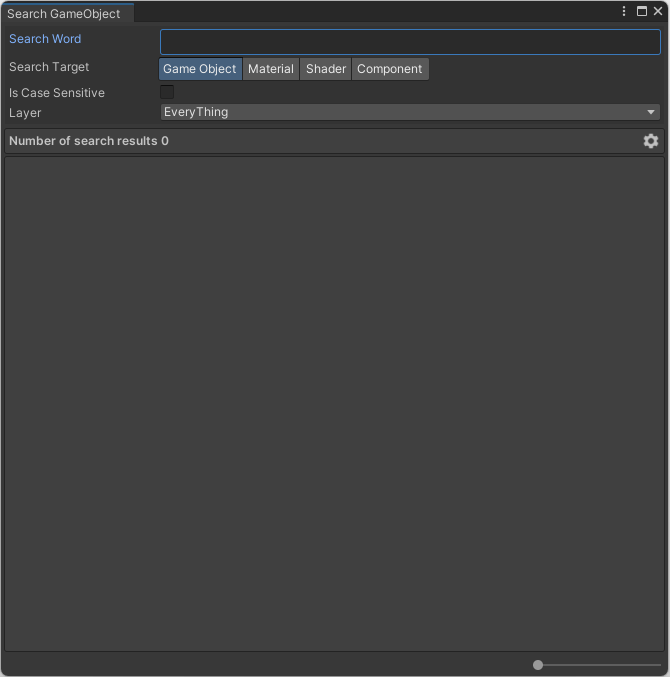 Search GameObject
Search Word
Search Target Game Object Material Shader Component
Is Case Sensitive
Layer EveryThing
Number of search results 0